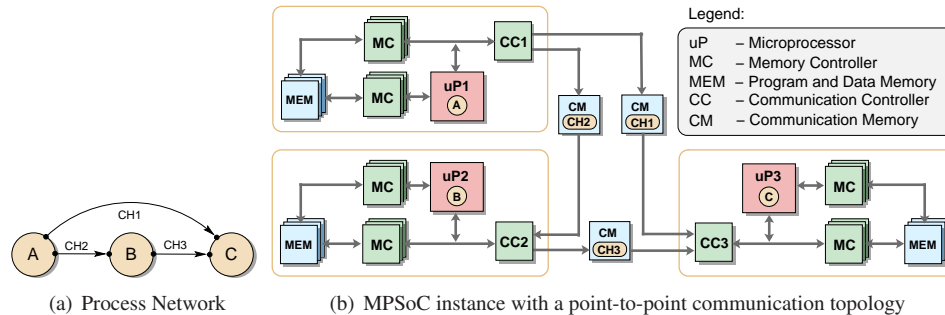 Legend:
uP – Microprocessor
MC – Memory Controller
MEM – Program and Data Memory
CC – Communication Controller
CM – Communication Memory
MC
CC1
MEM
MC
uP1
A
CM
CH2
CM
CH1
MC
uP2
B
MEM
MC
CC2
CM
CH3
CC3
uP3
C
MC
MC
MEM
CH1
A
CH2
B
CH3
C
(a) Process Network
(b) MPSoC instance with a point-to-point communication topology